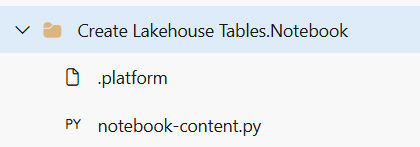 Create Lakehouse Tables.Notebook
.platform
PY notebook-content.py